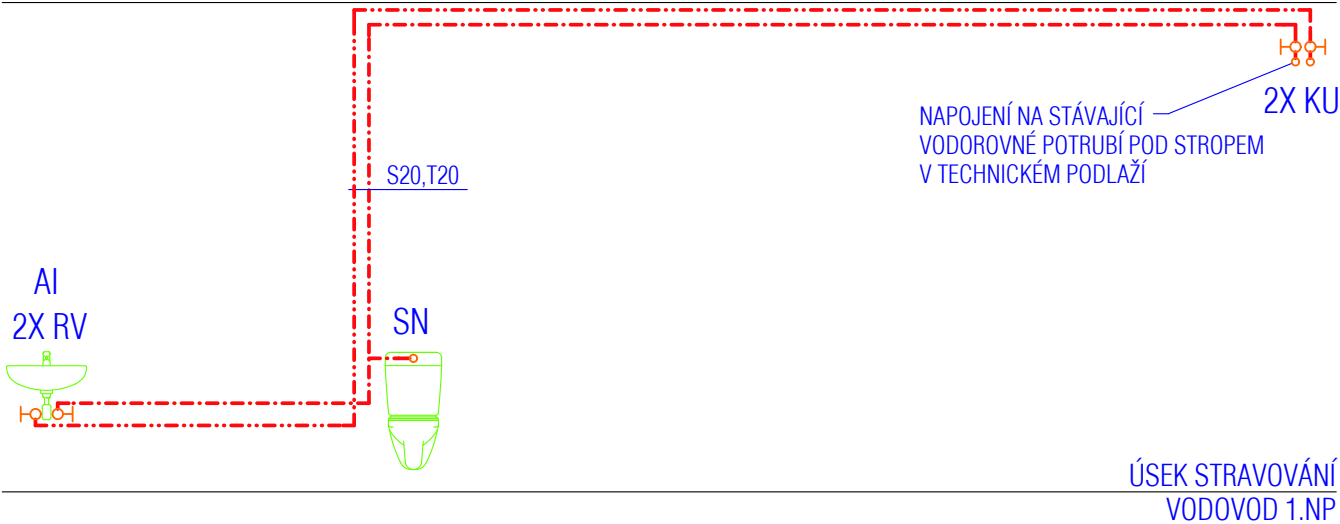 2X KU
NAPOJENÍ NA STÁVAJÍCÍ
VODOROVNÉ POTRUBÍ POD STROPEM
V TECHNICKÉM PODLAŽÍ
S20,T20
AI
2X RV
SN
ÚSEK STRAVOVÁNÍ
VODOVOD 1.NP